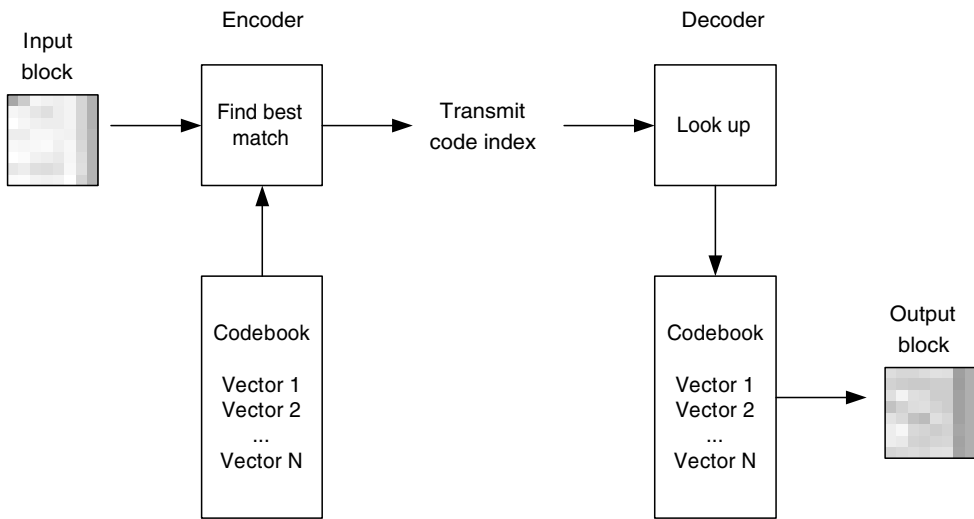 Encoder
Decoder
Input
block
Find best
match
Transmit
code index
Look up
Codebook
Vector 1
Vector 2
...
Vector N
Codebook
Vector 1
Vector 2
...
Vector N
Output
block